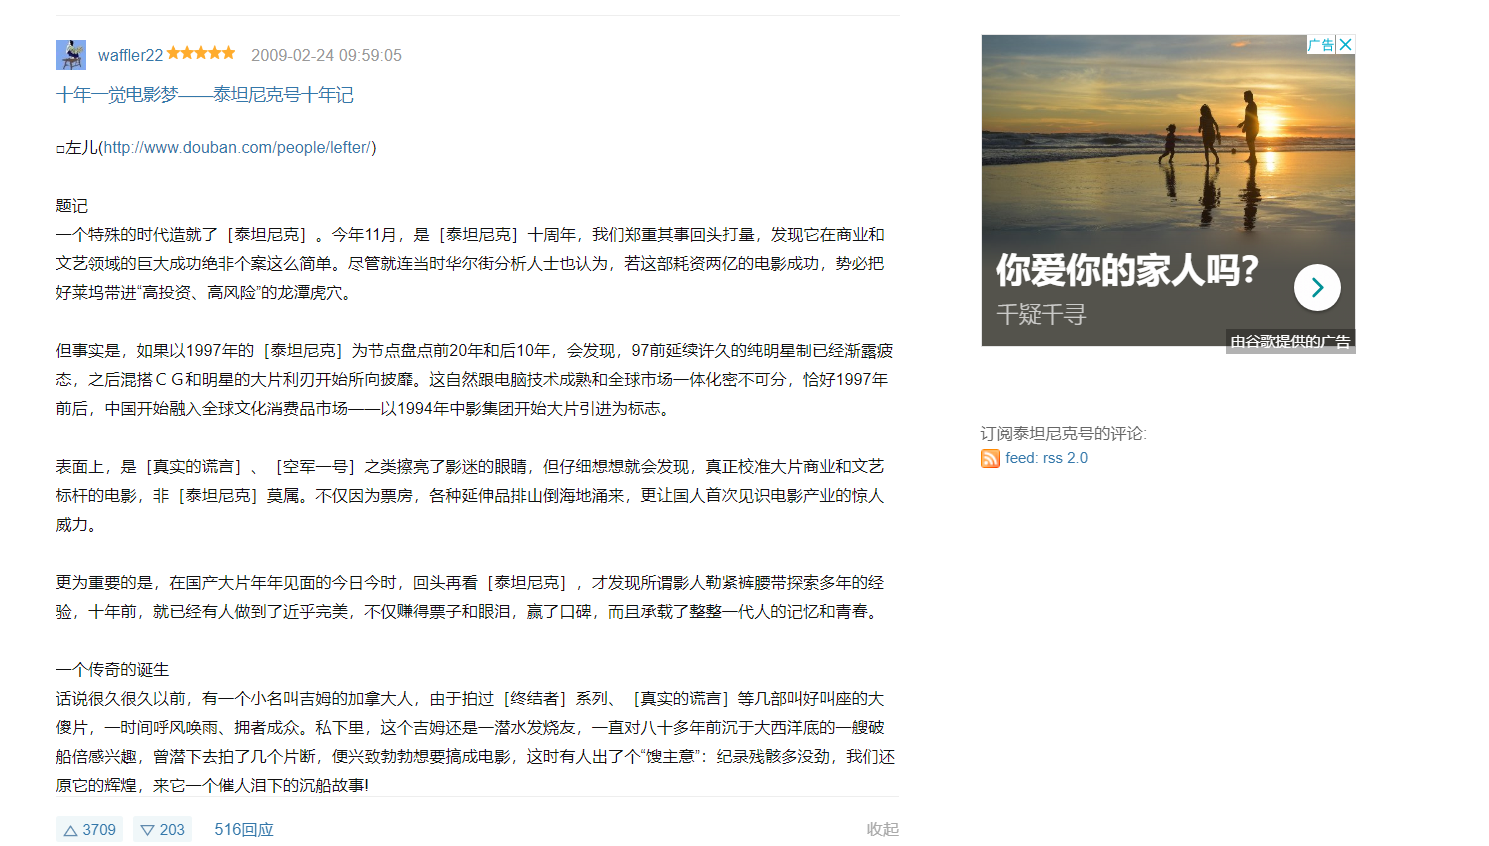 waffler22 2009-02-24 09:59:05
十年一觉电影梦——泰坦尼克号十年记
□左儿(http://www.douban.com/people/lefter/)
题记
一个特殊的时代造就了［泰坦尼克］。今年11月，是［泰坦尼克］十周年，我们郑重其事回头打量，发现它在商业和
文艺领域的巨大成功绝非个案这么简单。尽管就连当时华尔街分析人士也认为，若这部耗资两亿的电影成功，势必把
好莱坞带进“高投资、高风险”的龙潭虎穴。
但事实是，如果以1997年的［泰坦尼克］为节点盘点前20年和后10年，会发现，97前延续许久的纯明星制已经渐露疲
态，之后混搭ＣＧ和明星的大片利刃开始所向披靡。这自然跟电脑技术成熟和全球市场一体化密不可分，恰好1997年
前后，中国开始融入全球文化消费品市场——以1994年中影集团开始大片引进为标志。
表面上，是［真实的谎言］、［空军一号］之类擦亮了影迷的眼睛，但仔细想想就会发现，真正校准大片商业和文艺
标杆的电影，非［泰坦尼克］莫属。不仅因为票房，各种延伸品排山倒海地涌来，更让国人首次见识电影产业的惊人
威力。
更为重要的是，在国产大片年年见面的今日今时，回头再看［泰坦尼克］，才发现所谓影人勒紧裤腰带探索多年的经
验，十年前，就已经有人做到了近乎完美，不仅赚得票子和眼泪，赢了口碑，而且承载了整整一代人的记忆和青春。
一个传奇的诞生
话说很久很久以前，有一个小名叫吉姆的加拿大人，由于拍过［终结者］系列、［真实的谎言］等几部叫好叫座的大
傻片，一时间呼风唤雨、拥者成众。私下里，这个吉姆还是一潜水发烧友，一直对八十多年前沉于大西洋底的一艘破
船倍感兴趣，曾潜下去拍了几个片断，便兴致勃勃想要搞成电影，这时有人出了个“馊主意”：纪录残骸多没劲，我们还
原它的辉煌，来它一个催人泪下的沉船故事!
3709 203 516回应 收起
广告
你爱你的家人吗?
千疑千寻
由谷歌提供的广告
订阅泰坦尼克号的评论:
feed: rss 2.0